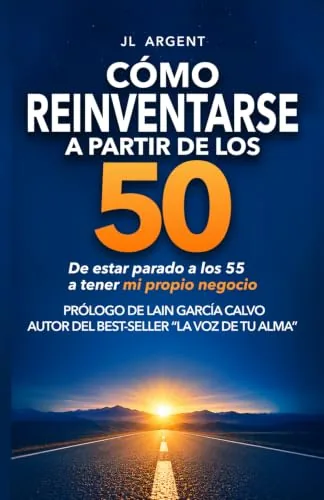 JL ARGENT
CÓMO
REINVENTARSE
A PARTIR DE LOS
50
De estar parado a los 55
a tener mi propio negocio
PRÓLOGO DE LAIN GARCÍA CALVO
AUTOR DEL BEST-SELLER “LA VOZ DE TU ALMA”